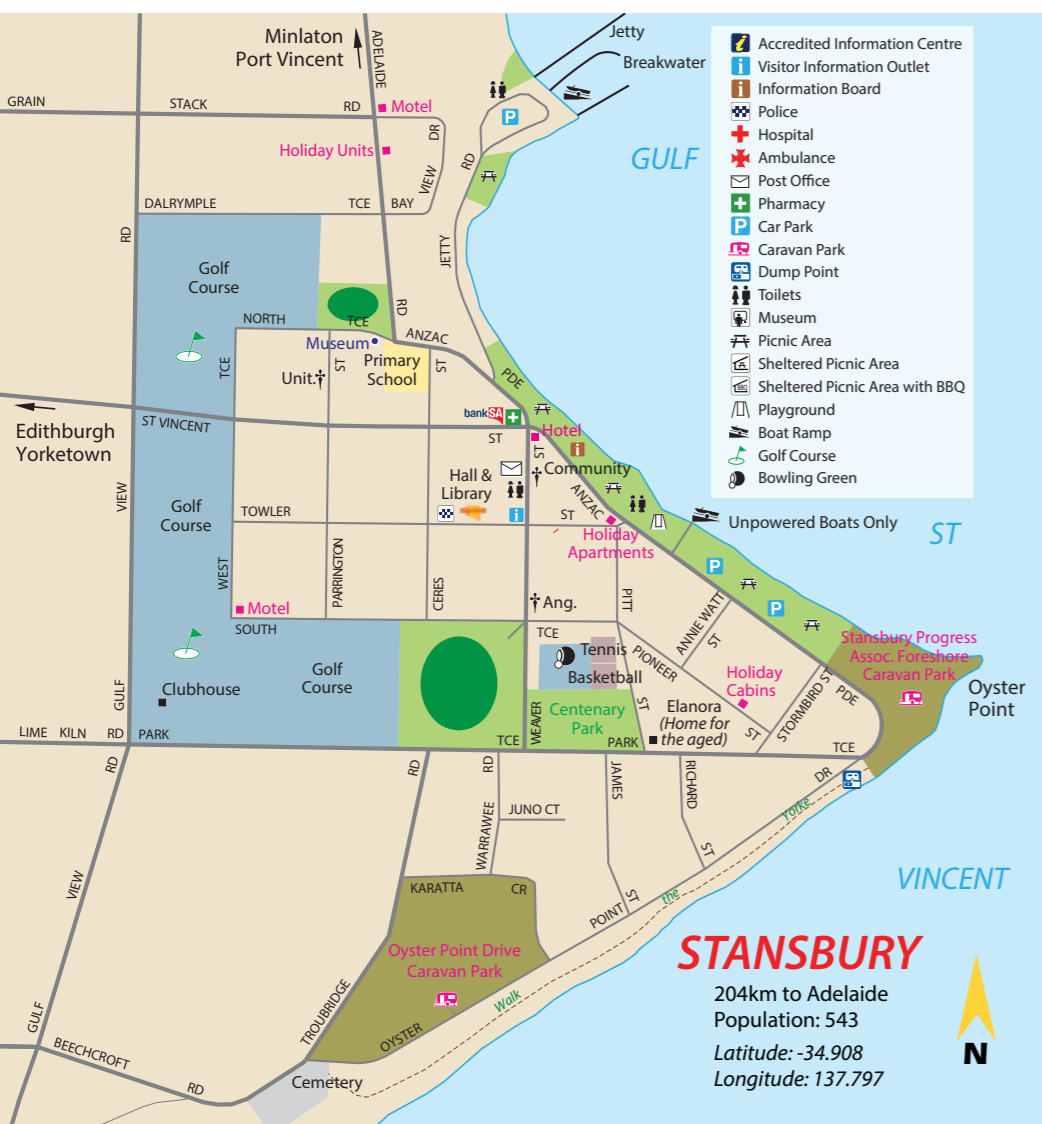 Minlaton
Port Vincent
ADELAIDE
Jetty
Breakwater
GRAIN
STACK
RD
Motel
DR
P
Holiday Units
VIEW
RD
DALRYMPLE
TCE
BAY
RD
JETTY
GULF
Golf
Course
NORTH
TCE
RD
ANZAC
Museum
TCE
Unit.
ST
Primary
School
ST
PDE
Edithburgh
Yorketown
ST VINCENT
bankSA
ST
Hotel
i
VIEW
Golf
Course
Hall &
Library
ST
Community
ANZAC
TOWLER
i
ST
Holiday
Apartments
Unpowered Boats Only
ST
WEST
PARRINGTON
CERES
PITT
P
Motel
Ang.
ANNIE WATT
ST
P
SOUTH
TCE
PIONEER
Tennis
Basketball
Stansbury Progress
Assoc. Foreshore
Caravan Park
Clubhouse
Golf
Course
Holiday
Cabins
STORMBIRD ST
PDE
Oyster
Point
GULF
WEAVER
Centenary
Park
ST
Elanora
(Home for
the aged)
ST
LIME KILN RD
PARK
TCE
PARK
TCE
RD
RD
RD
JAMES
RICHARD
DR
JUNO CT
WARRAWEE
Yorke
ST
VIEW
KARATTA
CR
ST
the
POINT
VINCENT
Oyster Point Drive
Caravan Park
Walk
GULF
TROUBRIDGE
OYSTER
BEECHCROFT
RD
Cemetery
Accredited Information Centre
Visitor Information Outlet
Information Board
Police
Hospital
Ambulance
Post Office
Pharmacy
Car Park
Caravan Park
Dump Point
Toilets
Museum
Picnic Area
Sheltered Picnic Area
Sheltered Picnic Area with BBQ
Playground
Boat Ramp
Golf Course
Bowling Green
STANSBURY
204km to Adelaide
Population: 543
Latitude: -34.908
Longitude: 137.797
N